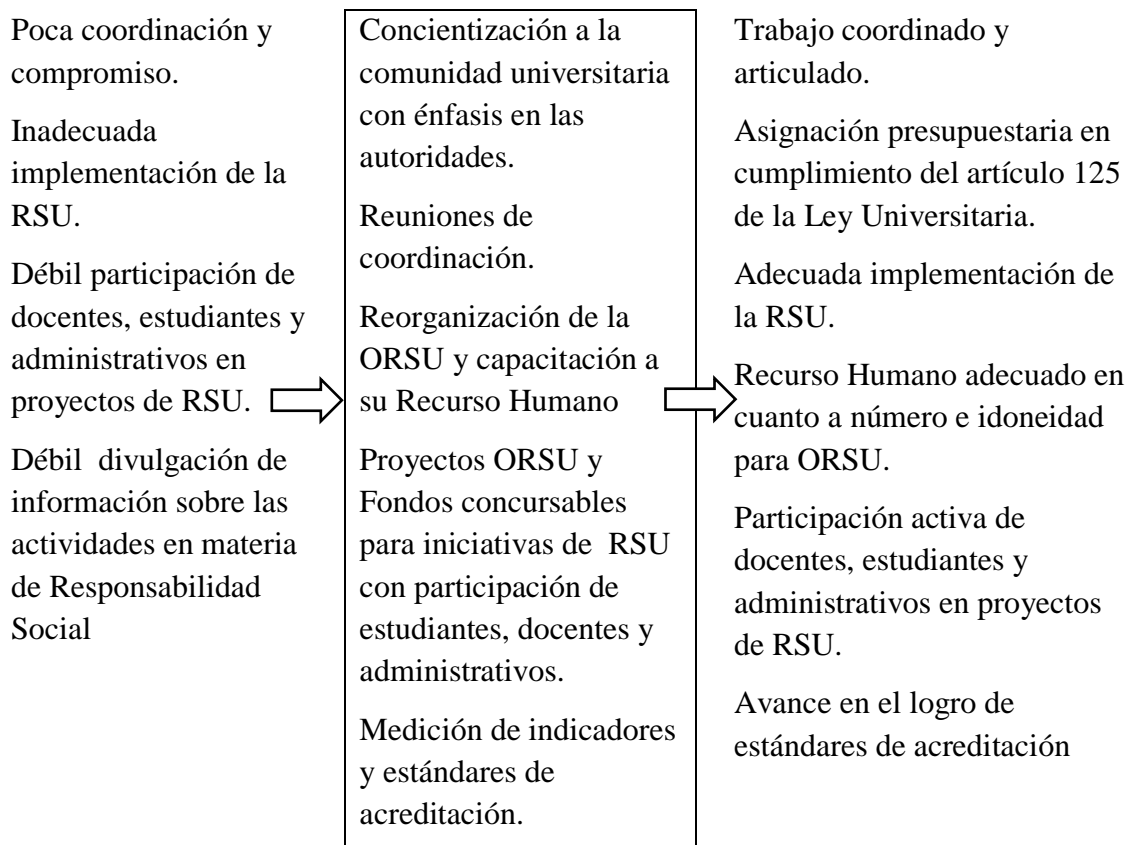 Poca coordinación y
compromiso.
Inadecuada
implementación de la
RSU.
Débil participación de
docentes, estudiantes y
administrativos en
proyectos de RSU.
Débil  divulgación de
información sobre las
actividades en materia
de Responsabilidad
Social
Concientización a la
comunidad universitaria
con énfasis en las
autoridades.
Reuniones de
coordinación.
Reorganización de la
ORSU y capacitación a
su Recurso Humano
Proyectos ORSU y
Fondos concursables
para iniciativas de  RSU
con participación de
estudiantes, docentes y
administrativos.
Medición de indicadores
y estándares de
acreditación.
Trabajo coordinado y
articulado.
Asignación presupuestaria en
cumplimiento del artículo 125
de la Ley Universitaria.
Adecuada implementación de
la RSU.
Recurso Humano adecuado en
cuanto a número e idoneidad
para ORSU.
Participación activa de
docentes, estudiantes y
administrativos en proyectos
de RSU.
Avance en el logro de
estándares de acreditación